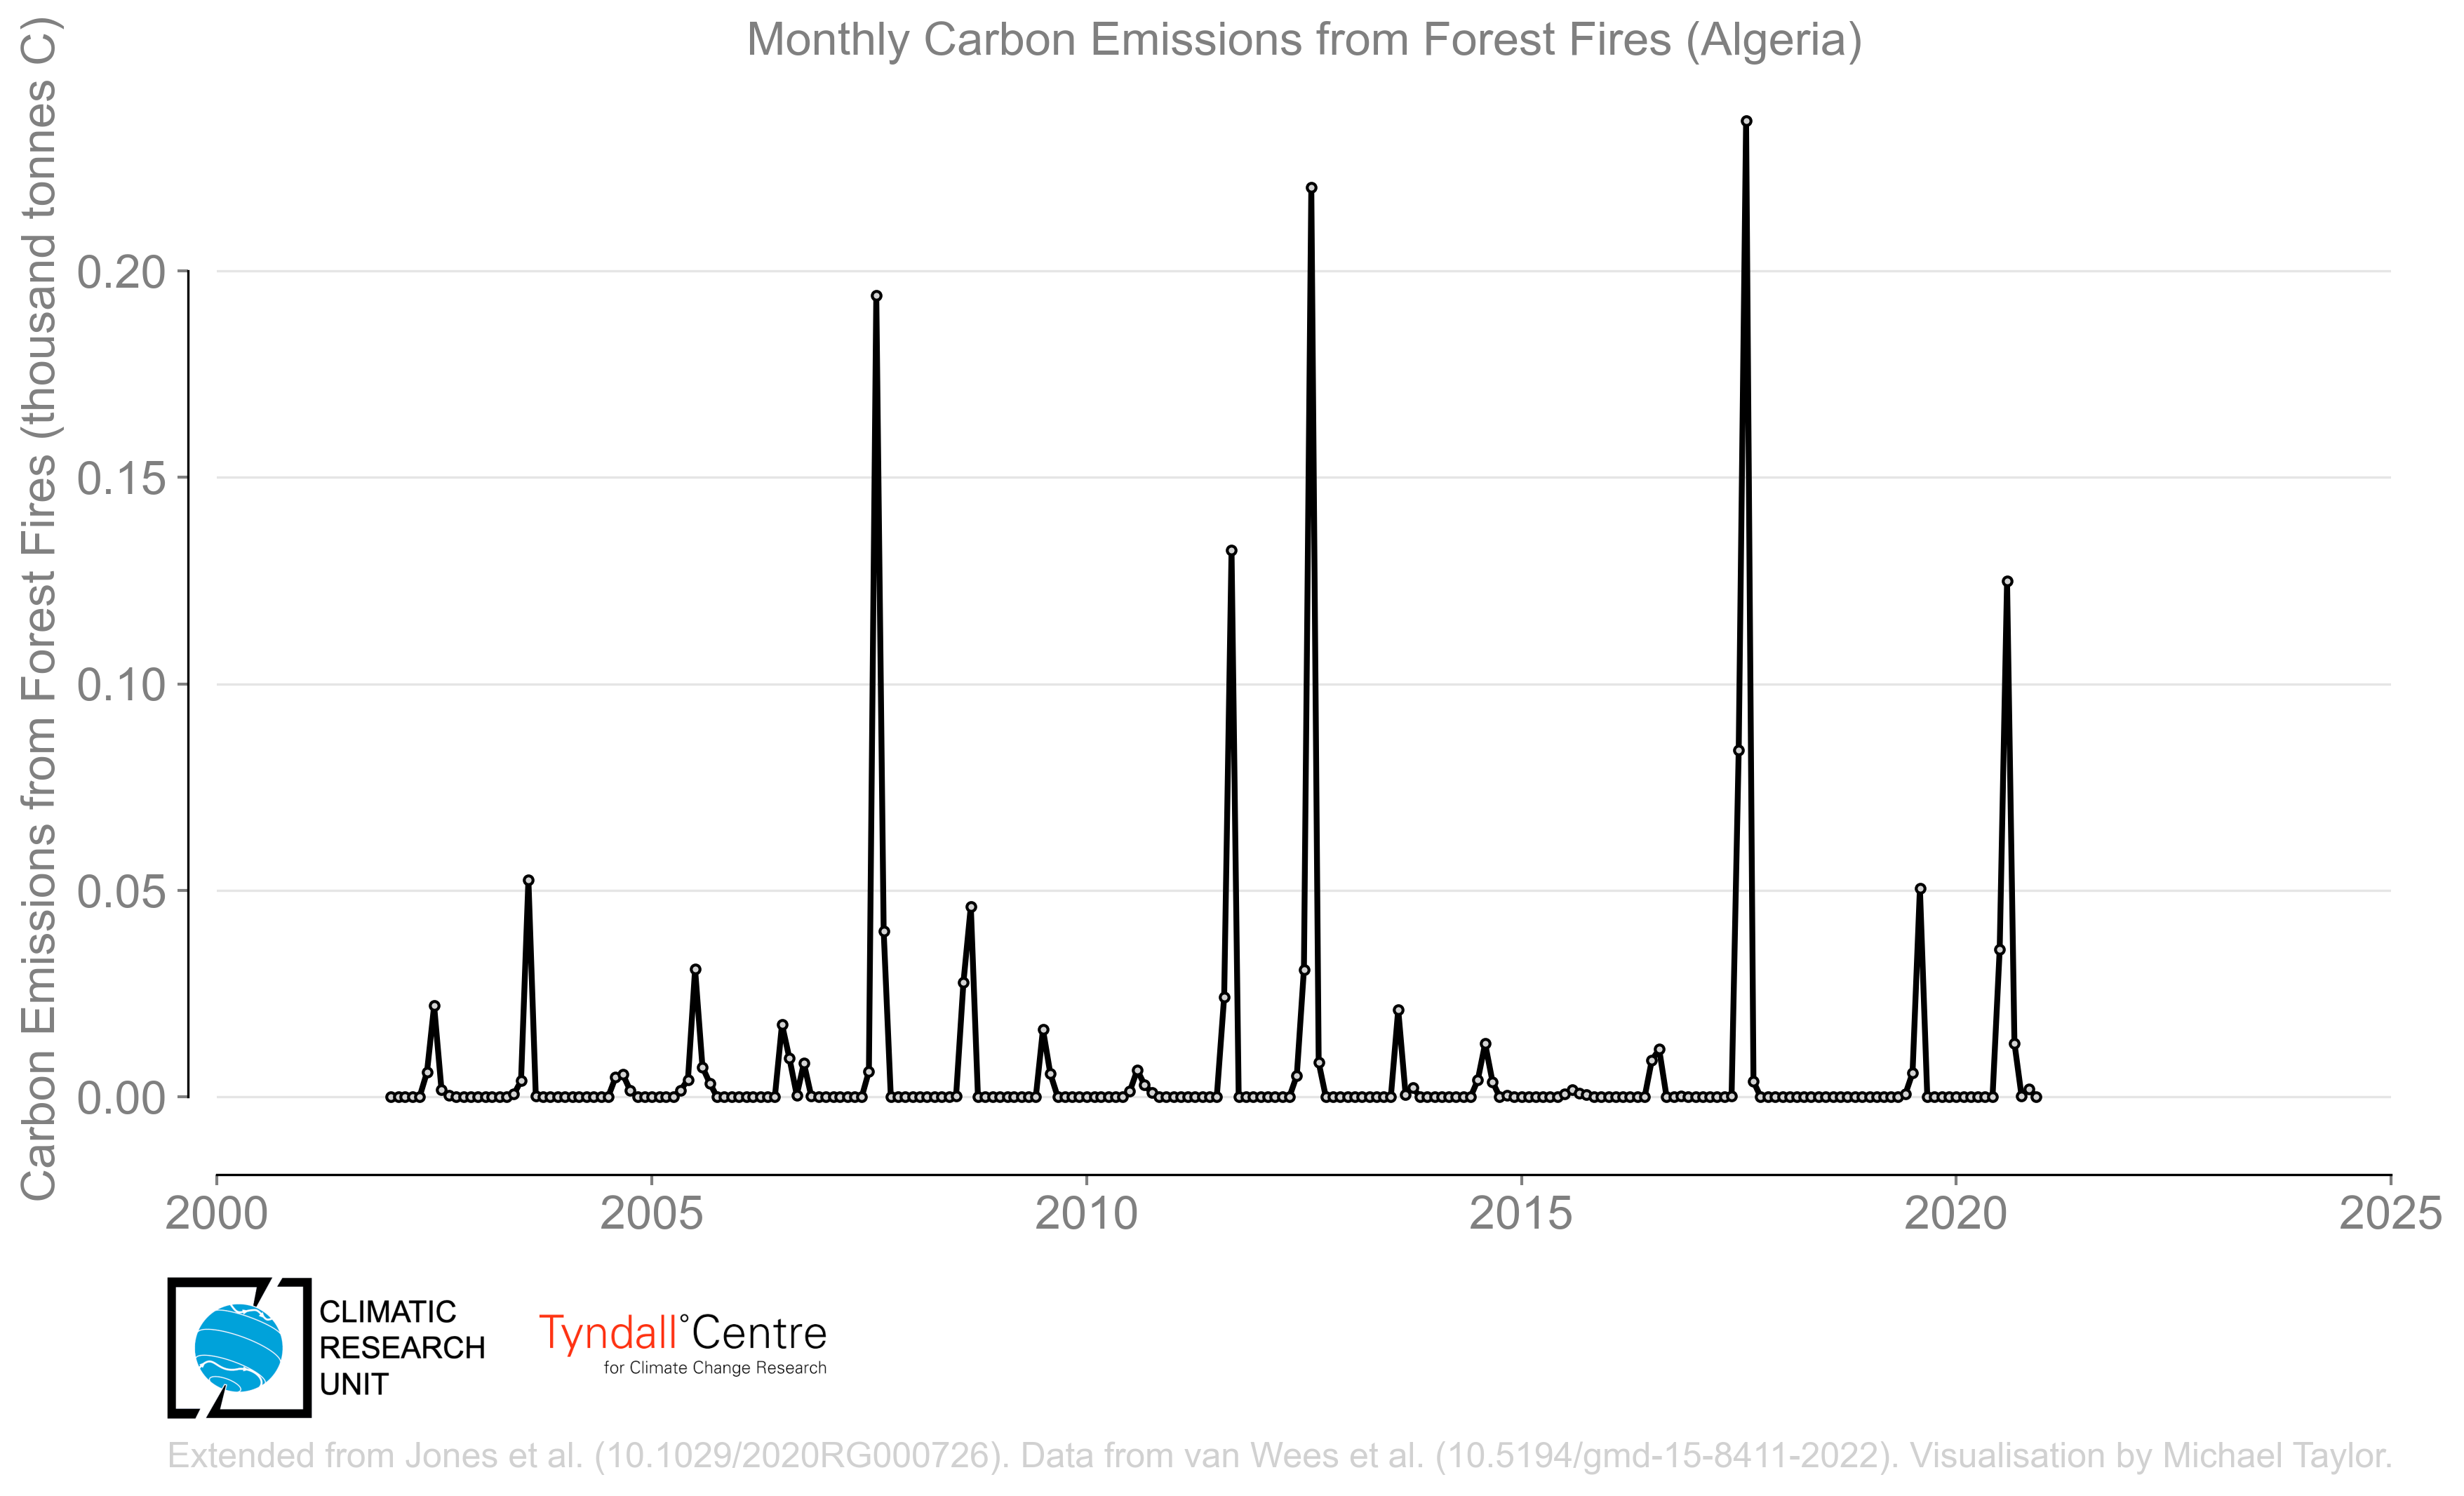 Monthly Carbon Emissions from Forest Fires (Algeria)
Carbon Emissions from Forest Fires (thousand tonnes C)
0.20
0.15
0.10
0.05
0.00
2000 2005 2010 2015 2020 2025
CLIMATIC
RESEARCH
UNIT
Tyndall°Centre
for Climate Change Research
Extended from Jones et al. (10.1029/2020RG000726). Data from van Wees et al. (10.5194/gmd-15-8411-2022). Visualisation by Michael Taylor.